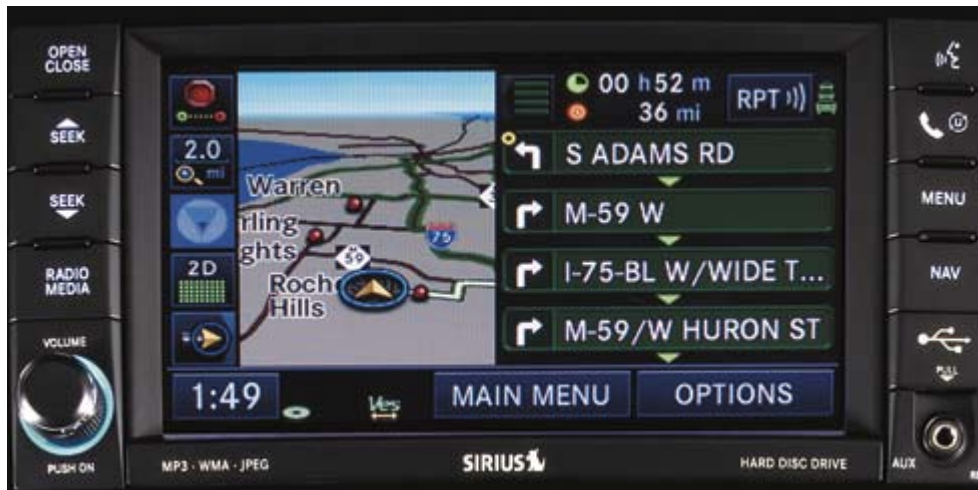 OPEN
CLOSE
SEEK
SEEK
RADIO
MEDIA
VOLUME
PUSH ON
2.0
mi
2D
Warren
rling
ghts
59
75
Roch
Hills
00 h 52 m
36 mi
RPT
S ADAMS RD
M-59 W
I-75-BL W/WIDE T...
M-59/W HURON ST
1:49
Ves
MAIN MENU
OPTIONS
MP3 · WMA · JPEG
SIRIUS
HARD DISC DRIVE
MENU
NAV
PULL
AUX